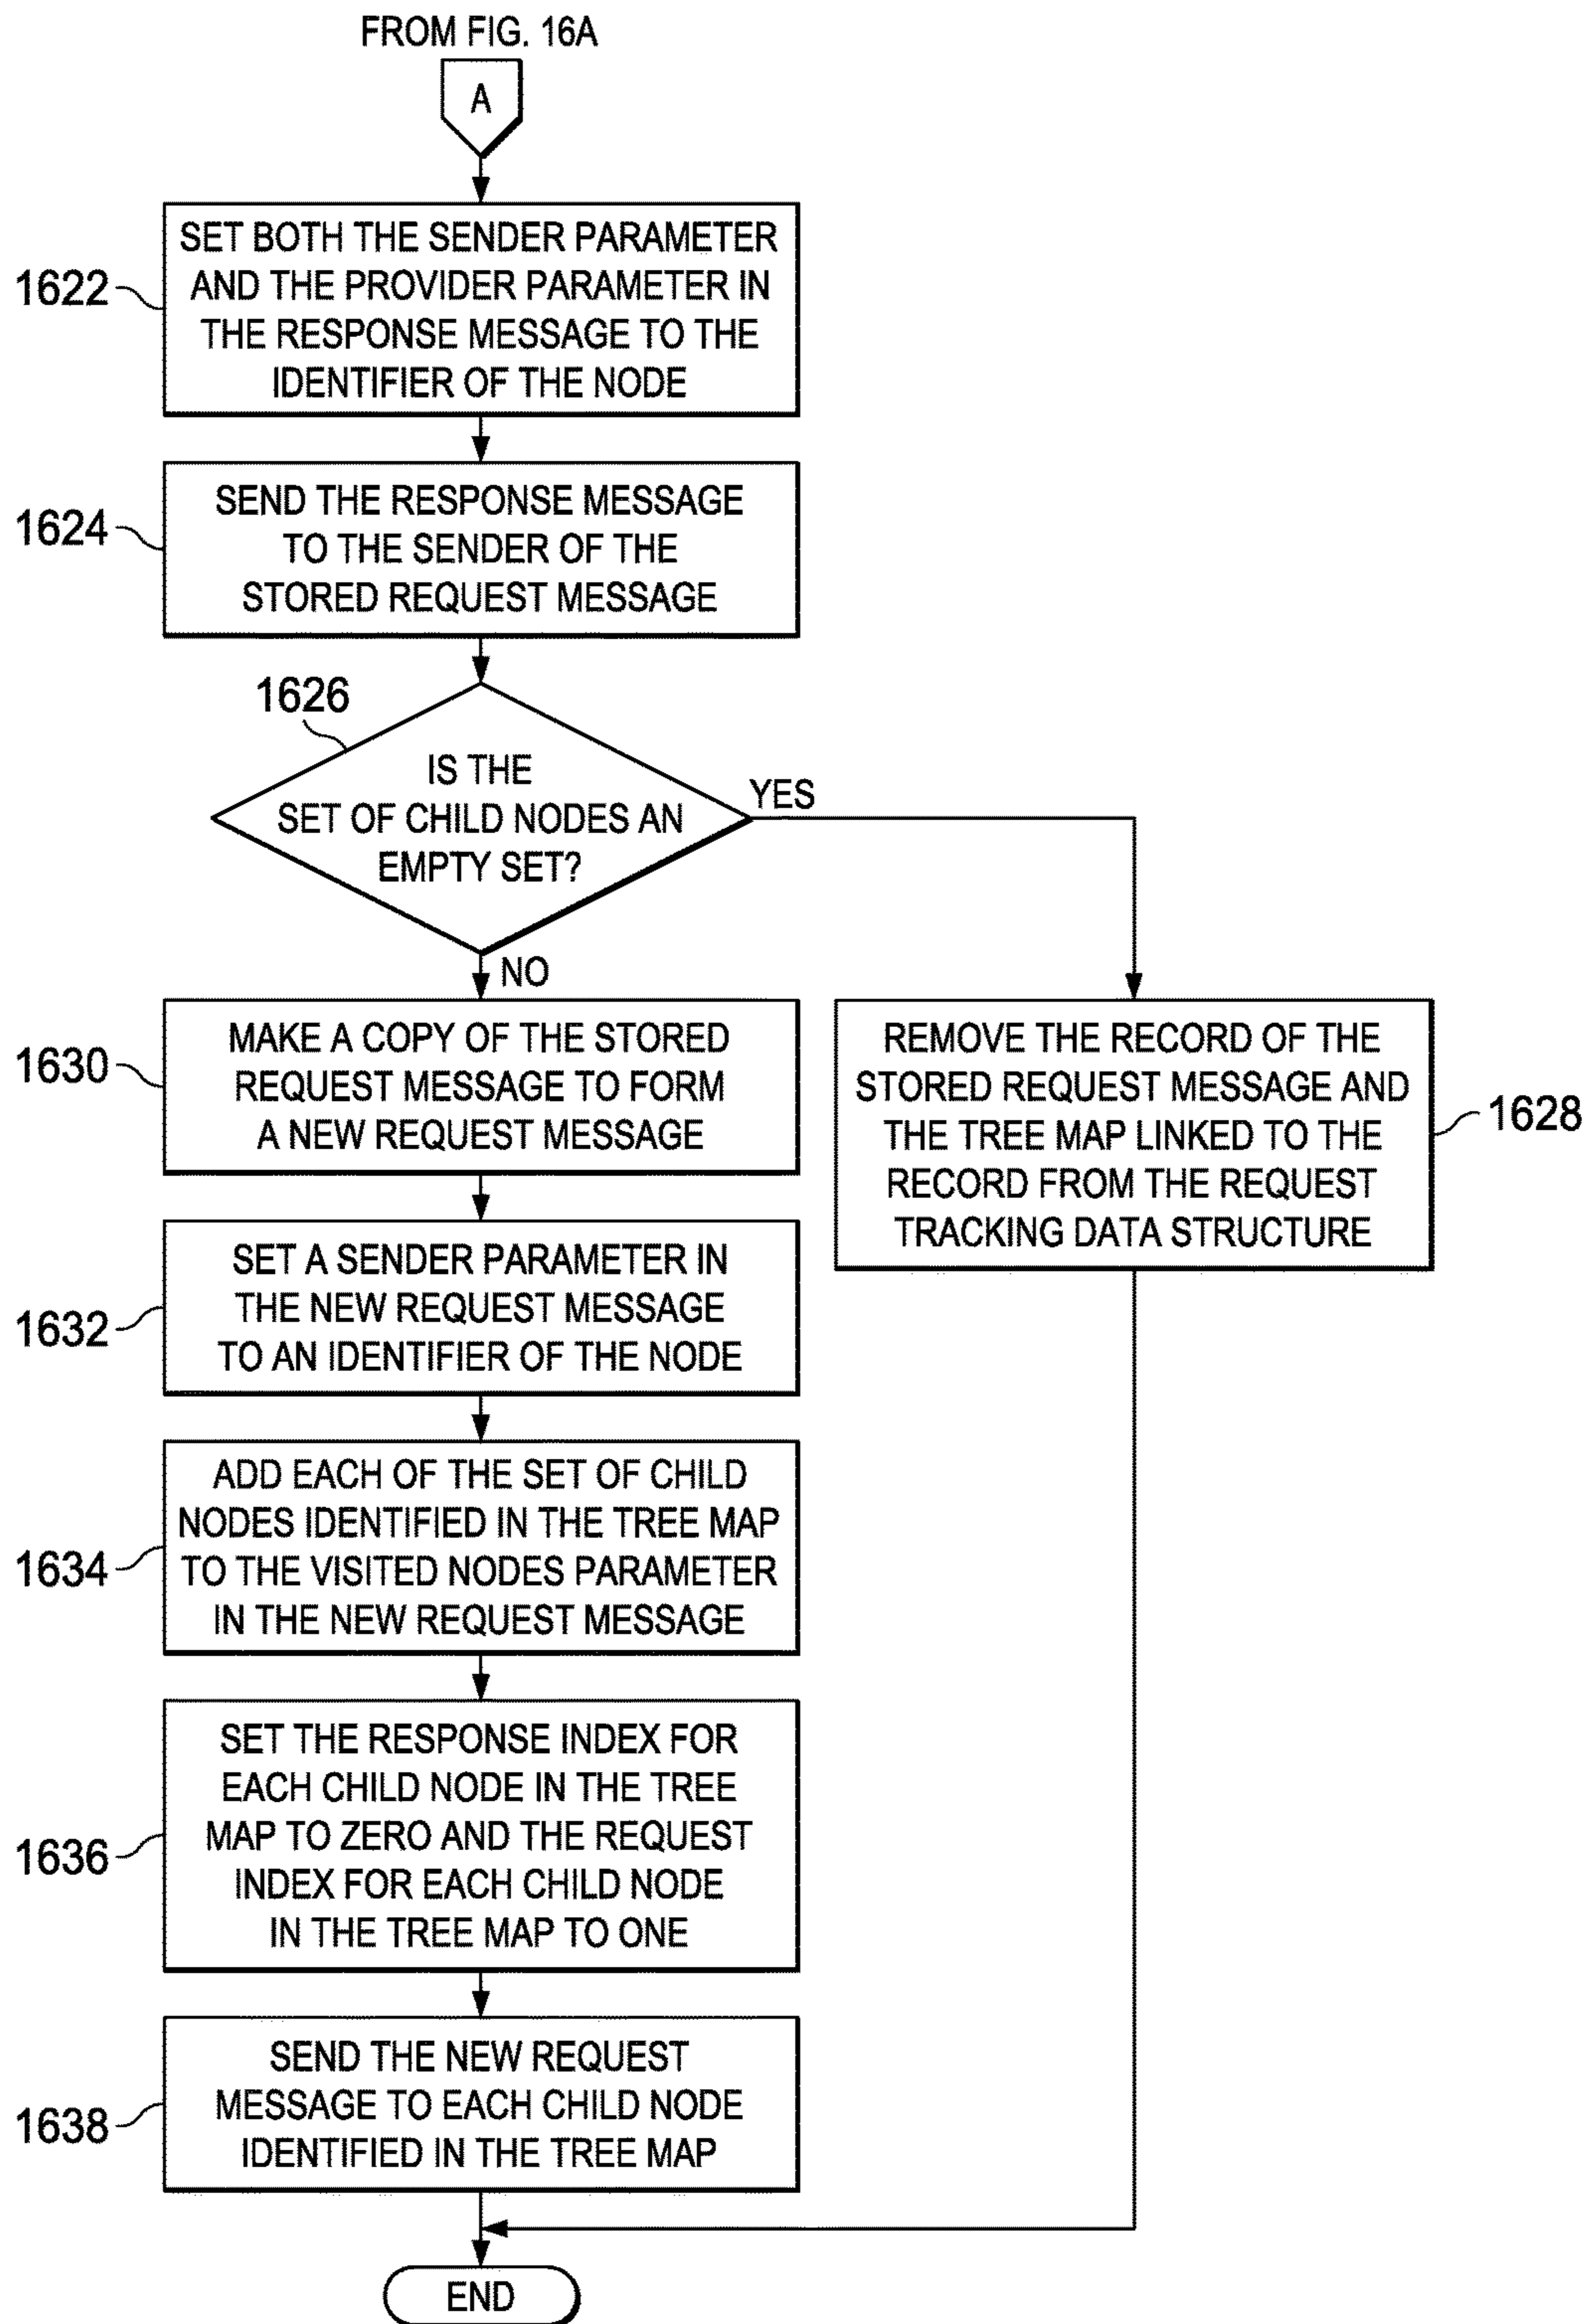 FROM FIG. 16A
A
1622
SET BOTH THE SENDER PARAMETER
AND THE PROVIDER PARAMETER IN
THE RESPONSE MESSAGE TO THE
IDENTIFIER OF THE NODE
1624
SEND THE RESPONSE MESSAGE
TO THE SENDER OF THE
STORED REQUEST MESSAGE
1626
IS THE
SET OF CHILD NODES AN
EMPTY SET?
YES
NO
1630
MAKE A COPY OF THE STORED
REQUEST MESSAGE TO FORM
A NEW REQUEST MESSAGE
REMOVE THE RECORD OF THE
STORED REQUEST MESSAGE AND
THE TREE MAP LINKED TO THE
RECORD FROM THE REQUEST
TRACKING DATA STRUCTURE
1628
1632
SET A SENDER PARAMETER IN
THE NEW REQUEST MESSAGE
TO AN IDENTIFIER OF THE NODE
1634
ADD EACH OF THE SET OF CHILD
NODES IDENTIFIED IN THE TREE MAP
TO THE VISITED NODES PARAMETER
IN THE NEW REQUEST MESSAGE
1636
SET THE RESPONSE INDEX FOR
EACH CHILD NODE IN THE TREE
MAP TO ZERO AND THE REQUEST
INDEX FOR EACH CHILD NODE
IN THE TREE MAP TO ONE
1638
SEND THE NEW REQUEST
MESSAGE TO EACH CHILD NODE
IDENTIFIED IN THE TREE MAP
END